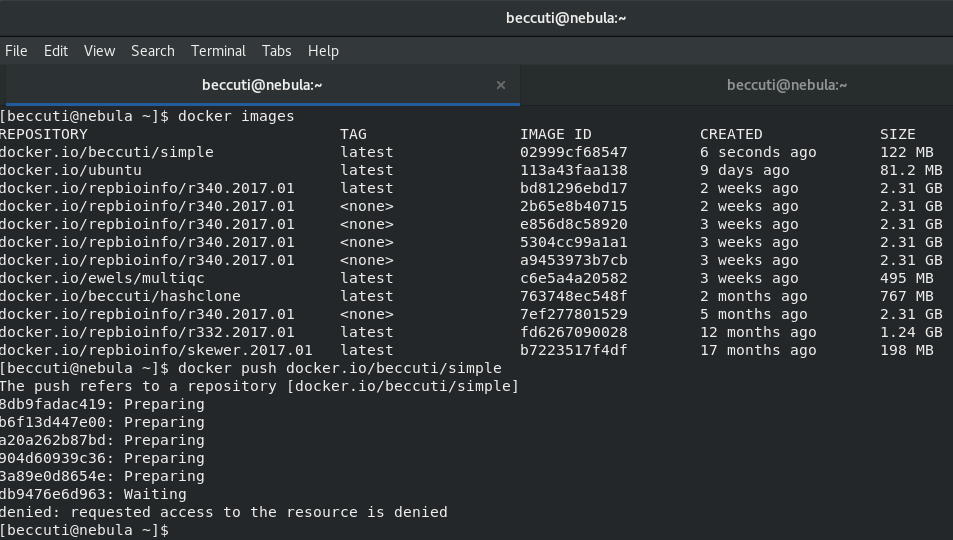 beccuti@nebula:~
File Edit View Search Terminal Tabs Help
beccuti@nebula:~ × beccuti@nebula:~
[beccuti@nebula ~]$ docker images
REPOSITORY TAG IMAGE ID CREATED SIZE
docker.io/beccuti/simple latest 02999cf68547 6 seconds ago 122 MB
docker.io/ubuntu latest 113a43faa138 9 days ago 81.2 MB
docker.io/repbioinfo/r340.2017.01 latest bd81296ebd17 2 weeks ago 2.31 GB
docker.io/repbioinfo/r340.2017.01 <none> 2b65e8b40715 2 weeks ago 2.31 GB
docker.io/repbioinfo/r340.2017.01 <none> e856d8c58920 3 weeks ago 2.31 GB
docker.io/repbioinfo/r340.2017.01 <none> 5304cc99a1a1 3 weeks ago 2.31 GB
docker.io/repbioinfo/r340.2017.01 <none> a9453973b7cb 3 weeks ago 2.31 GB
docker.io/ewels/multiqc latest c6e5a4a20582 3 weeks ago 495 MB
docker.io/beccuti/hashclone latest 763748ec548f 2 months ago 767 MB
docker.io/repbioinfo/r340.2017.01 <none> 7ef277801529 5 months ago 2.31 GB
docker.io/repbioinfo/r332.2017.01 latest fd6267090028 12 months ago 1.24 GB
docker.io/repbioinfo/skewer.2017.01 latest b7223517f4df 17 months ago 198 MB
[beccuti@nebula ~]$ docker push docker.io/beccuti/simple
The push refers to a repository [docker.io/beccuti/simple]
8db9fadac419: Preparing
b6f13d447e00: Preparing
a20a262b87bd: Preparing
904d60939c36: Preparing
3a89e0d8654e: Preparing
db9476e6d963: Waiting
denied: requested access to the resource is denied
[beccuti@nebula ~]$